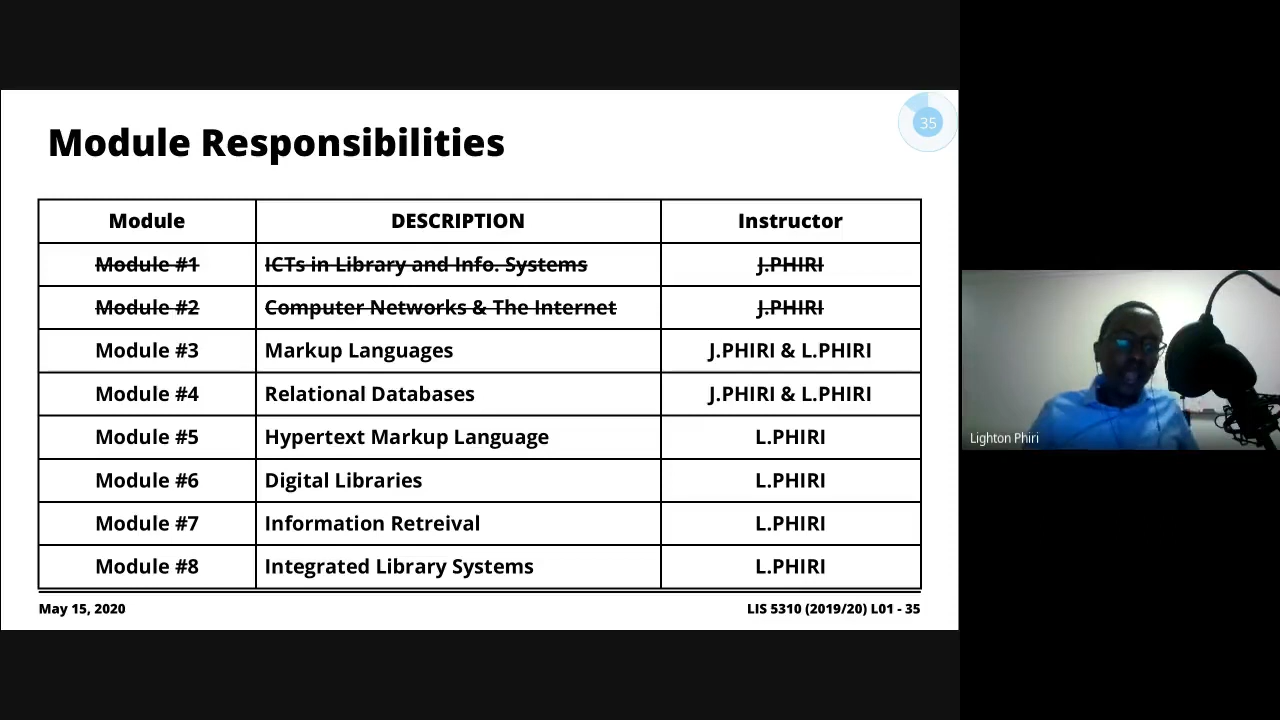 35
Module Responsibilities
Module DESCRIPTION Instructor
Module #1 ICTs in Library and Info. Systems J.PHIRI
Module #2 Computer Networks & The Internet J.PHIRI
Module #3 Markup Languages J.PHIRI & L.PHIRI
Module #4 Relational Databases J.PHIRI & L.PHIRI
Module #5 Hypertext Markup Language L.PHIRI
Module #6 Digital Libraries L.PHIRI
Module #7 Information Retreival L.PHIRI
Module #8 Integrated Library Systems L.PHIRI
May 15, 2020 LIS 5310 (2019/20) L01 - 35
Lighton Phiri